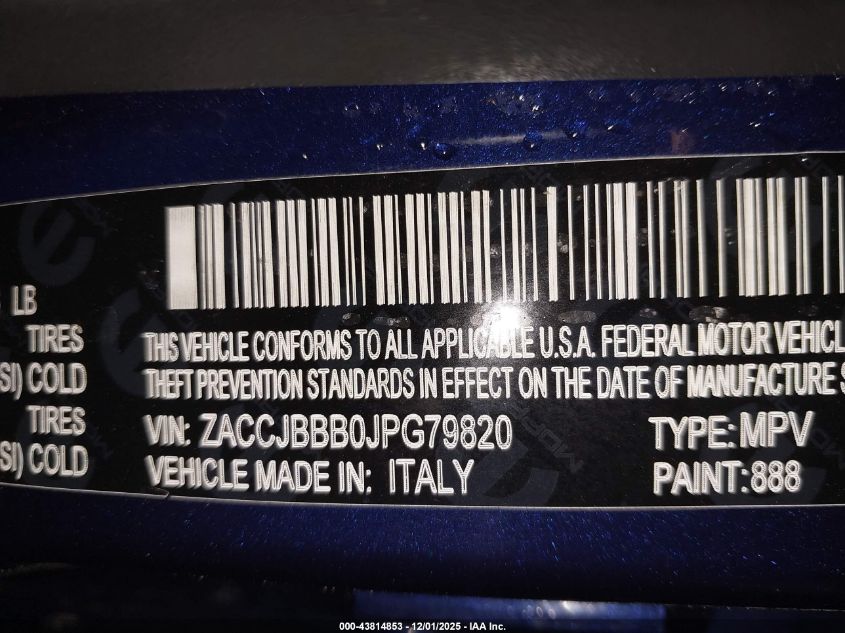 LB
TIRES
SI) COLD
TIRES
SI) COLD
THIS VEHICLE CONFORMS TO ALL APPLICABLE U.S.A. FEDERAL MOTOR VEHICL
THEFT PREVENTION STANDARDS IN EFFECT ON THE DATE OF MANUFACTURE S
VIN: ZACCJBBB0JPG79820 TYPE: MPV
VEHICLE MADE IN: ITALY PAINT: 888
000-43814853 - 12/01/2025 - IAA Inc.